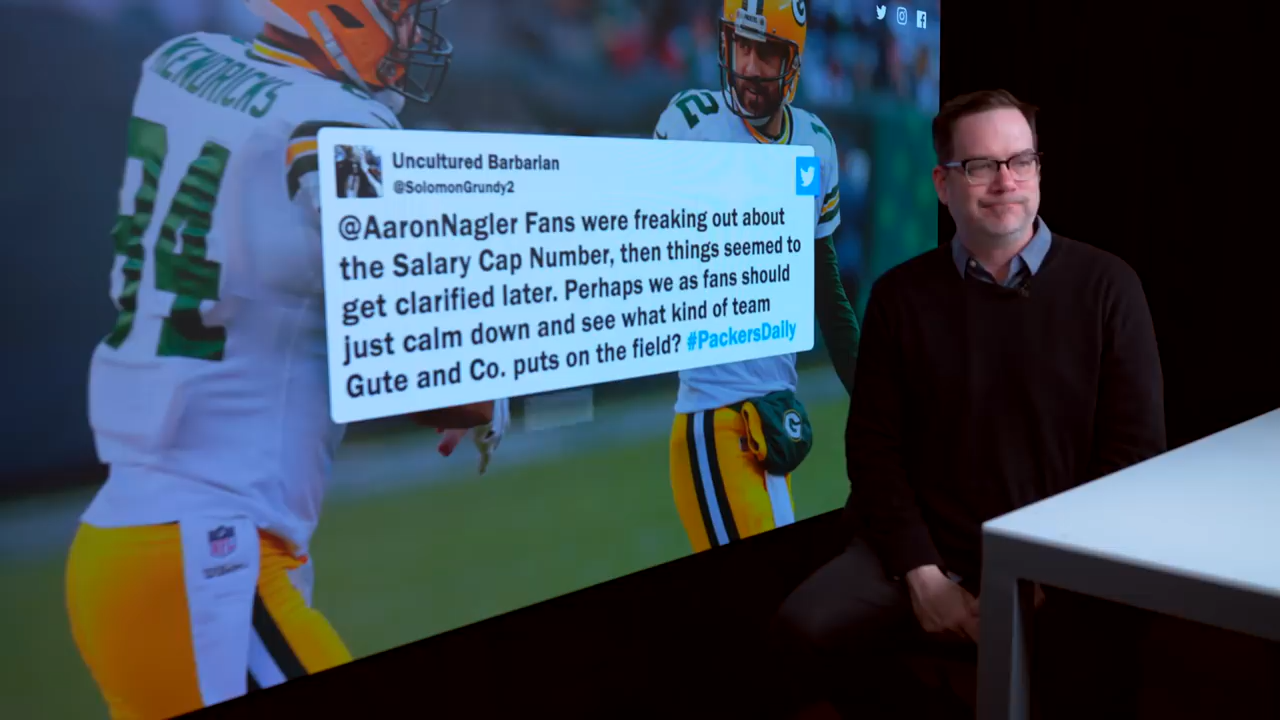 KENDRICKS
84
12
Uncultured Barbarian
@SolomonGrundy2
@AaronNagler Fans were freaking out about
the Salary Cap Number, then things seemed to
get clarified later. Perhaps we as fans should
just calm down and see what kind of team
Gute and Co. puts on the field? #PackersDaily
G
NFL